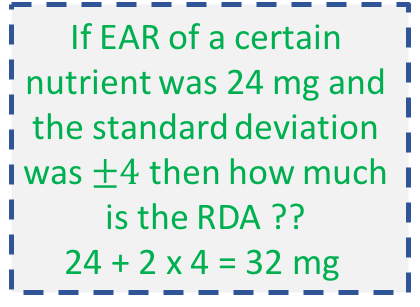 If EAR of a certain
nutrient was 24 mg and
the standard deviation
was ±4 then how much
is the RDA ??
24 + 2 x 4 = 32 mg